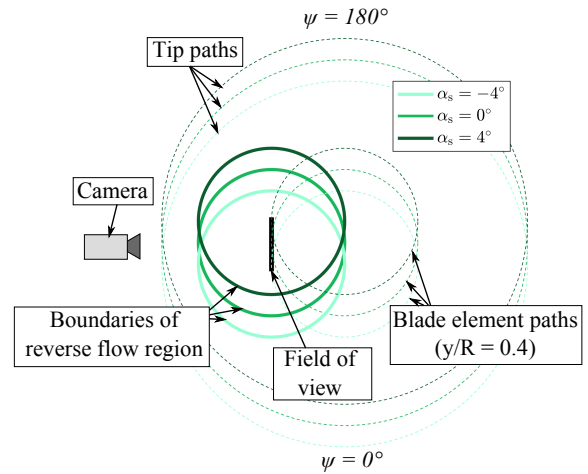 ψ = 180°
Tip paths
αs = −4°
αs = 0°
αs = 4°
Camera
Boundaries of
reverse flow region
Field of
view
Blade element paths
(y/R = 0.4)
ψ = 0°